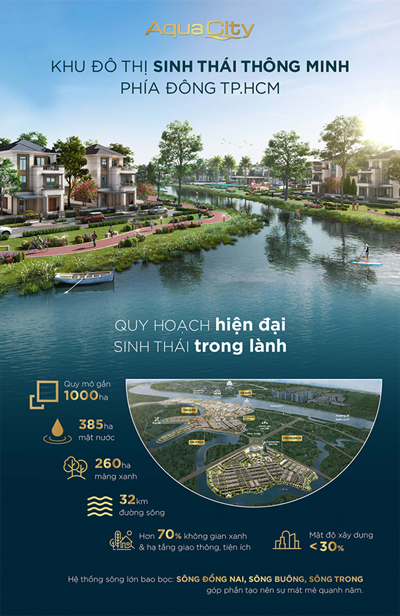 AquaCity
KHU ĐÔ THỊ SINH THÁI THÔNG MINH
PHÍA ĐÔNG TP.HCM
QUY HOẠCH hiện đại
SINH THÁI trong lành
Quy mô gần
1000ha
385ha
mặt nước
260ha
mảng xanh
32km
đường sông
Hơn 70% không gian xanh
& hạ tầng giao thông, tiện ích
Mật độ xây dựng
<30%
Hệ thống sông lớn bao bọc: SÔNG ĐỒNG NAI, SÔNG BUÔNG, SÔNG TRONG
góp phần tạo nên sự mát mẻ quanh năm.